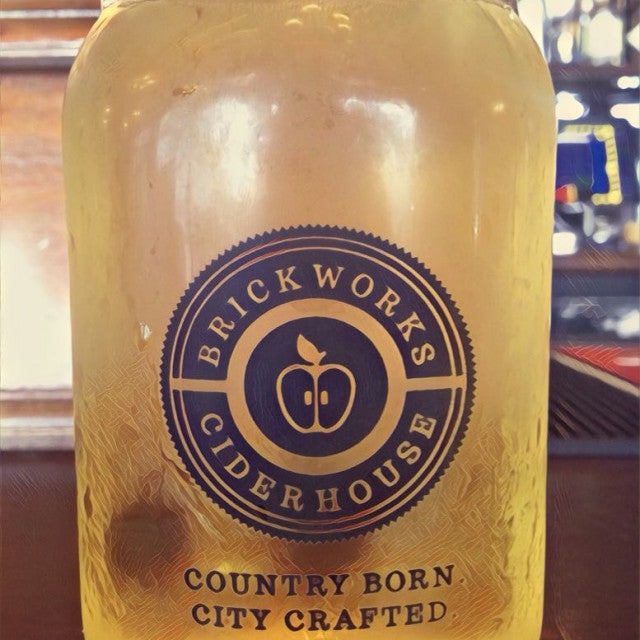 BRICKWORKS
CIDERHOUSE
COUNTRY BORN.
CITY CRAFTED.